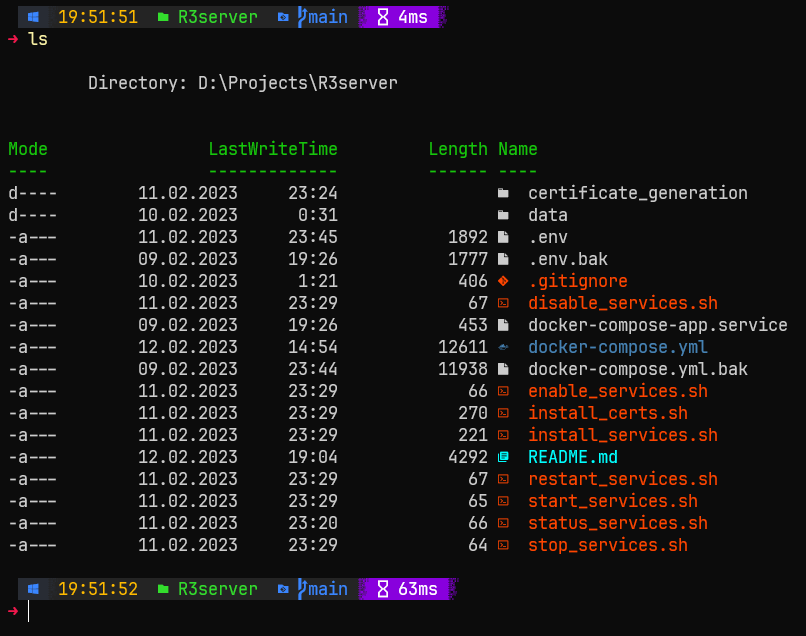 19:51:51 R3server main 4ms
→ ls
Directory: D:\Projects\R3server
Mode LastWriteTime Length Name
---- ------------- ------ ----
d---- 11.02.2023 23:24 certificate_generation
d---- 10.02.2023 0:31 data
-a--- 11.02.2023 23:45 1892 .env
-a--- 09.02.2023 19:26 1777 .env.bak
-a--- 10.02.2023 1:21 406 .gitignore
-a--- 11.02.2023 23:29 67 disable_services.sh
-a--- 09.02.2023 19:26 453 docker-compose-app.service
-a--- 12.02.2023 14:54 12611 docker-compose.yml
-a--- 09.02.2023 23:44 11938 docker-compose.yml.bak
-a--- 11.02.2023 23:29 66 enable_services.sh
-a--- 11.02.2023 23:29 270 install_certs.sh
-a--- 11.02.2023 23:29 221 install_services.sh
-a--- 12.02.2023 19:04 4292 README.md
-a--- 11.02.2023 23:29 67 restart_services.sh
-a--- 11.02.2023 23:29 65 start_services.sh
-a--- 11.02.2023 23:20 66 status_services.sh
-a--- 11.02.2023 23:29 64 stop_services.sh
19:51:52 R3server main 63ms
→